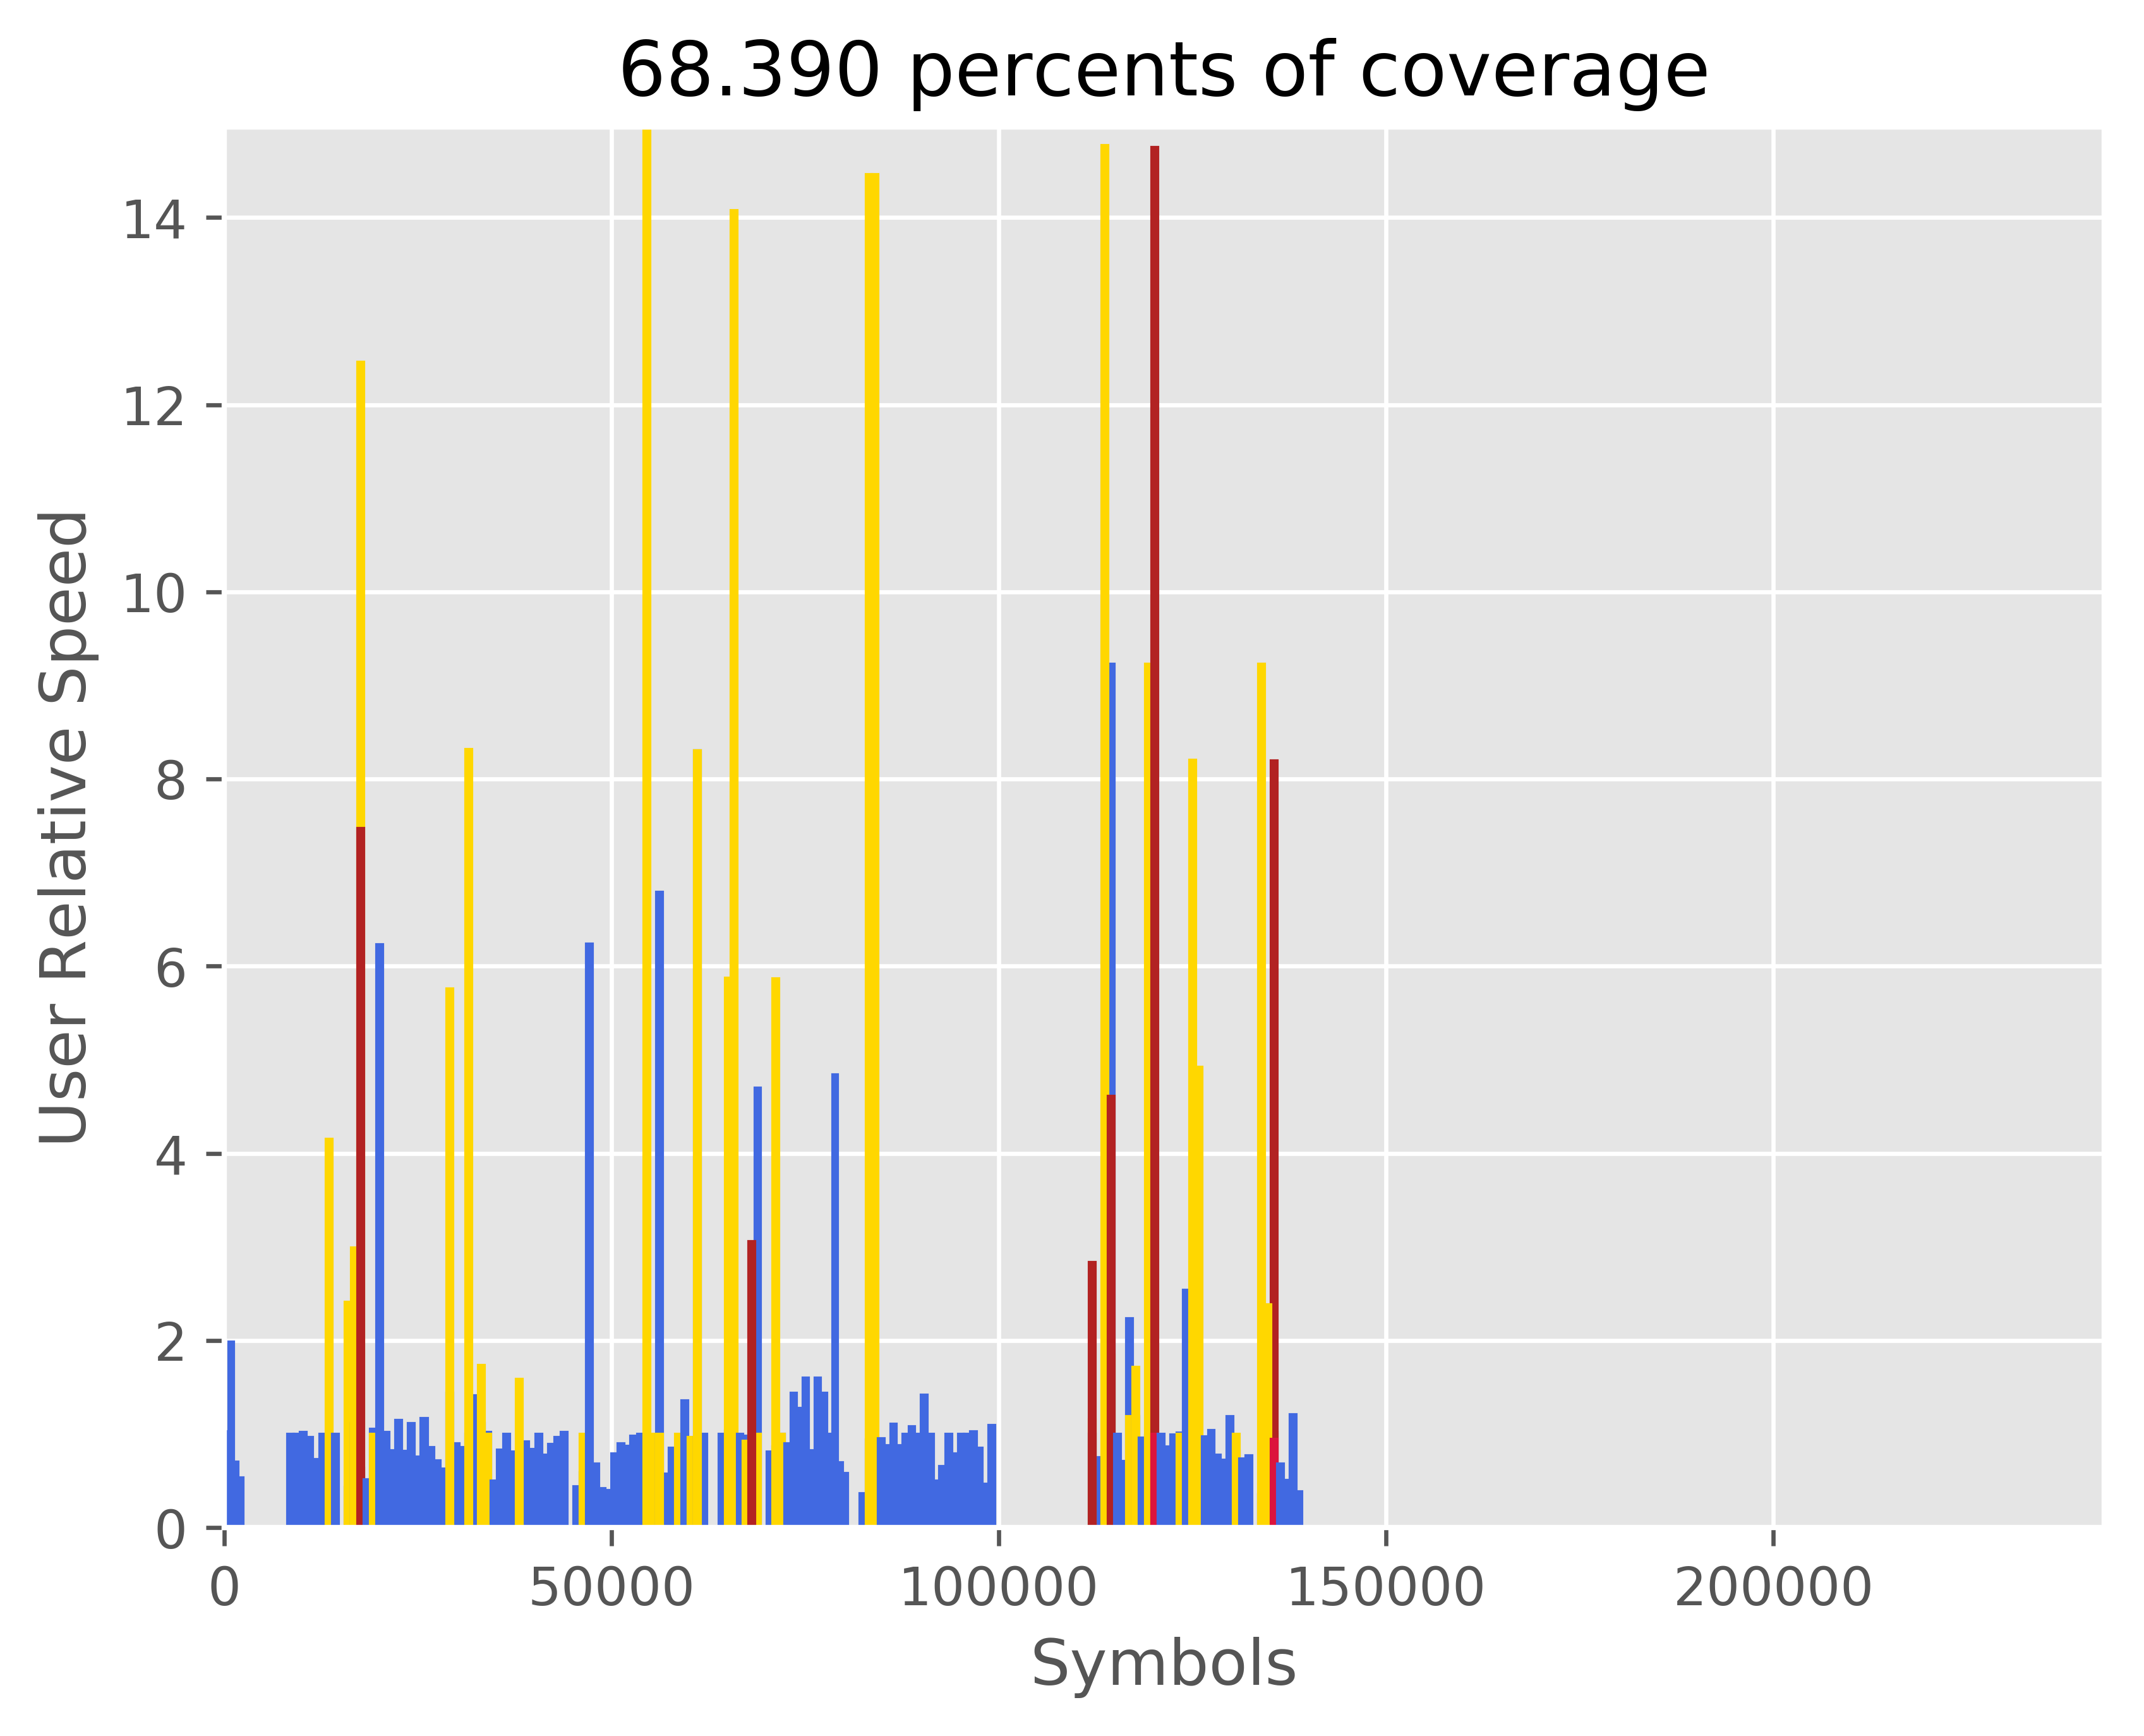 68.390 percents of coverage
14
12
10
8
6
4
2
0
User Relative Speed
0 50000 100000 150000 200000
Symbols